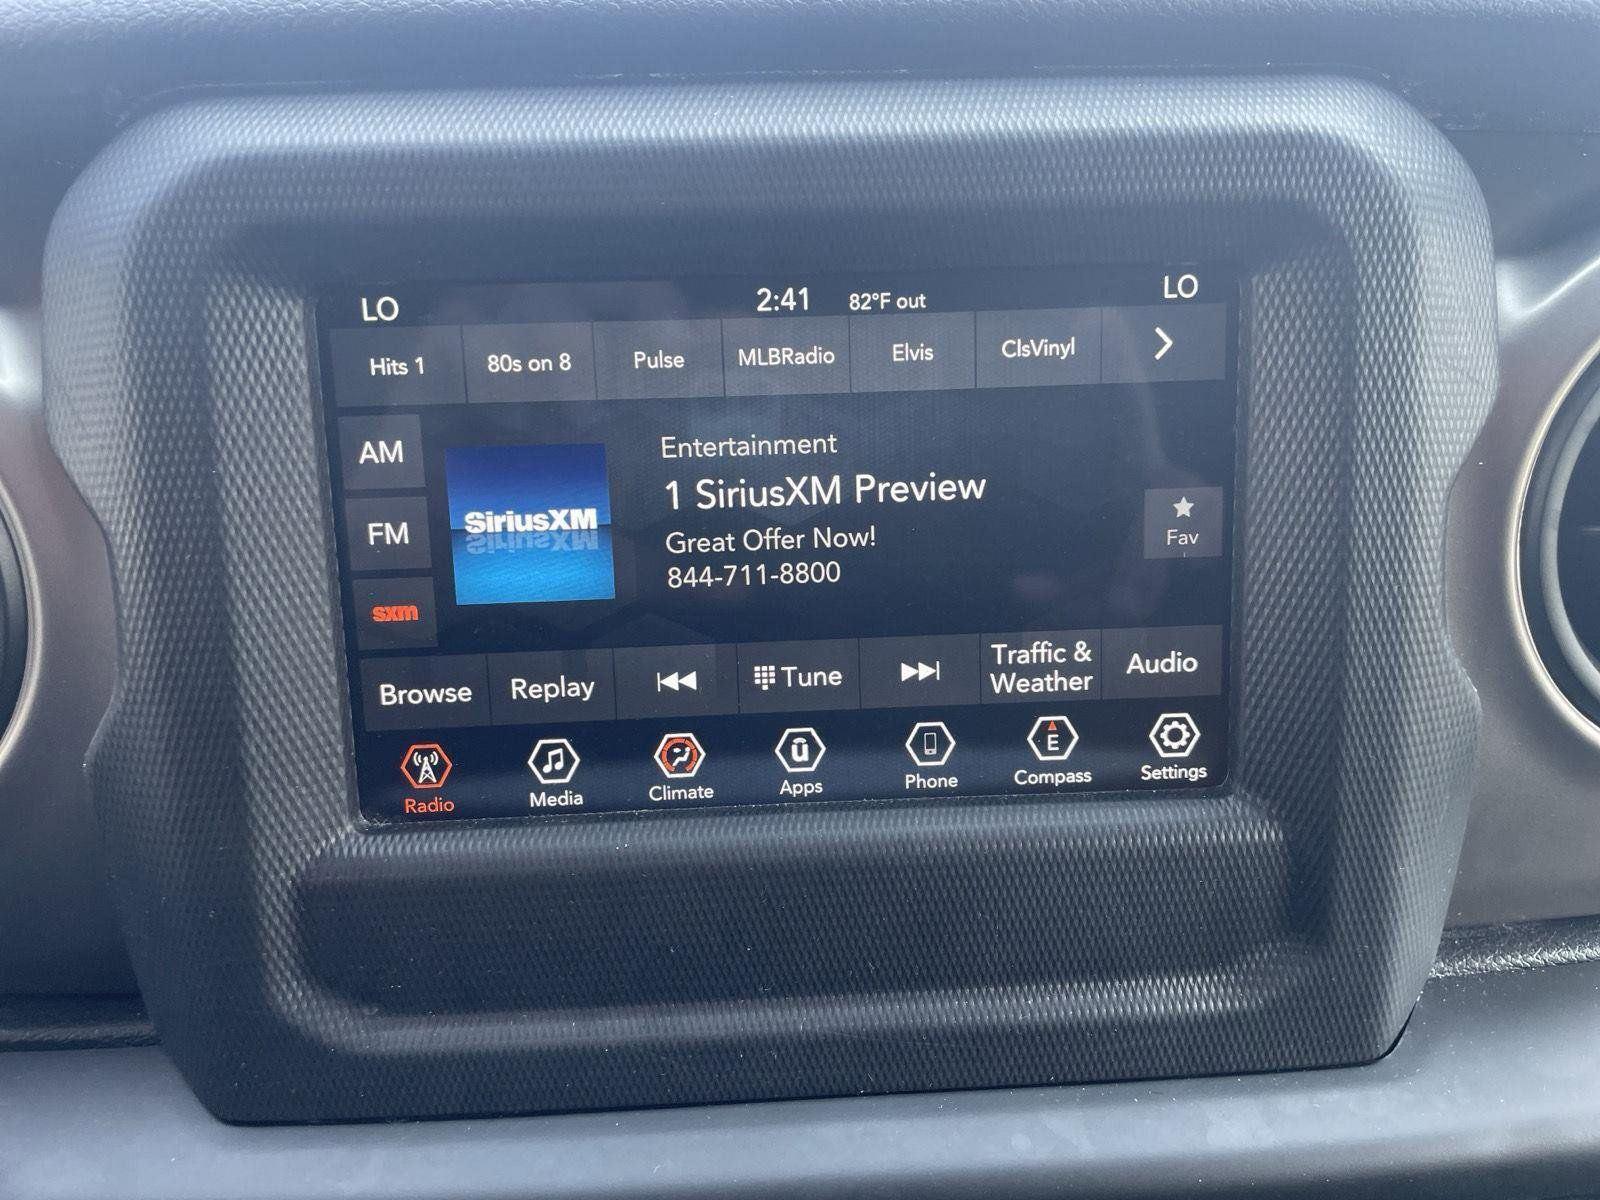 LO
2:41
82°F out
LO
Hits 1
80s on 8
Pulse
MLBRadio
Elvis
ClsVinyl
AM
FM
sxm
SiriusXM
Entertainment
1 SiriusXM Preview
Great Offer Now!
844-711-8800
Fav
Browse
Replay
Tune
Traffic &
Weather
Audio
Radio
Media
Climate
Apps
Phone
E
Compass
Settings